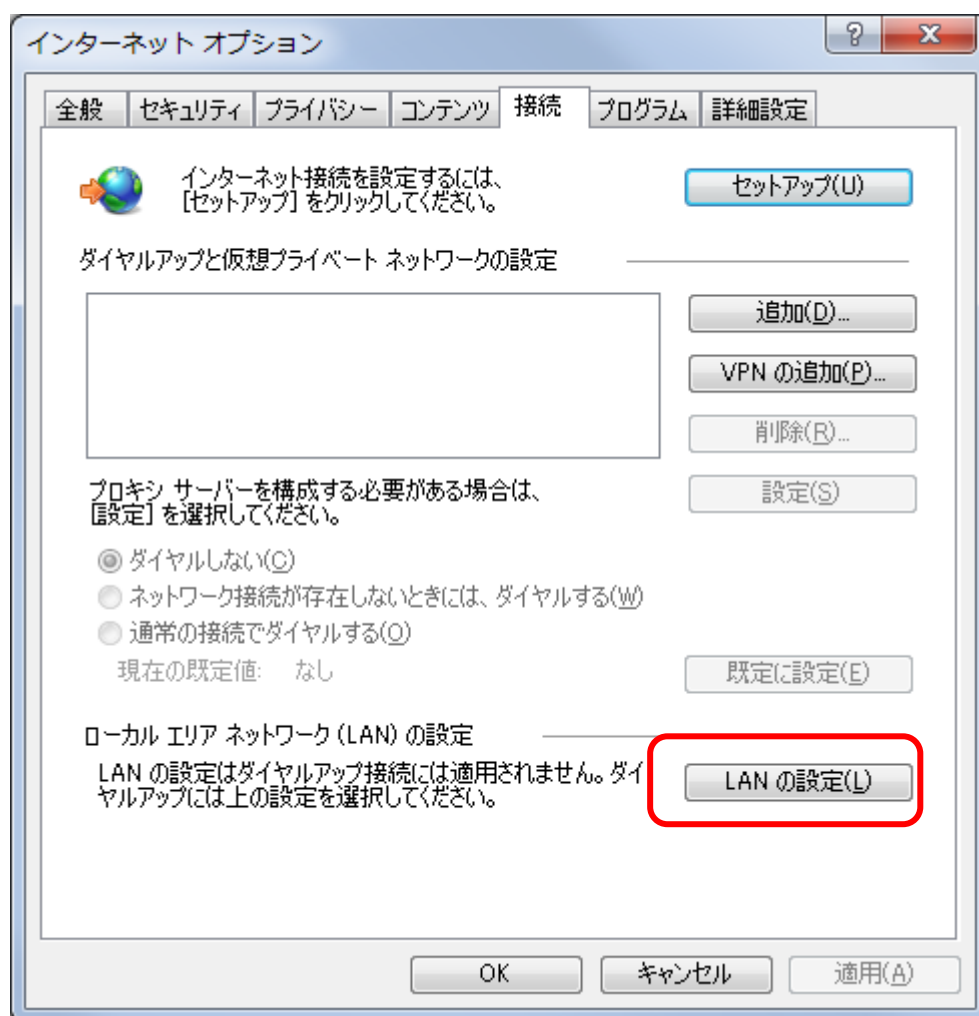 インターネット オプション
全般 セキュリティ プライバシー コンテンツ 接続 プログラム 詳細設定
インターネット接続を設定するには、
[セットアップ] をクリックしてください。
セットアップ(U)
ダイヤルアップと仮想プライベート ネットワークの設定
追加(D)...
VPN の追加(P)...
削除(R)...
プロキシ サーバーを構成する必要がある場合は、
[設定] を選択してください。
設定(S)
ダイヤルしない(C)
ネットワーク接続が存在しないときには、ダイヤルする(W)
通常の接続でダイヤルする(O)
現在の既定値: なし
既定に設定(E)
ローカル エリア ネットワーク (LAN) の設定
LAN の設定はダイヤルアップ接続には適用されません。ダイ
ヤルアップには上の設定を選択してください。
LAN の設定(L)
OK キャンセル 適用(A)